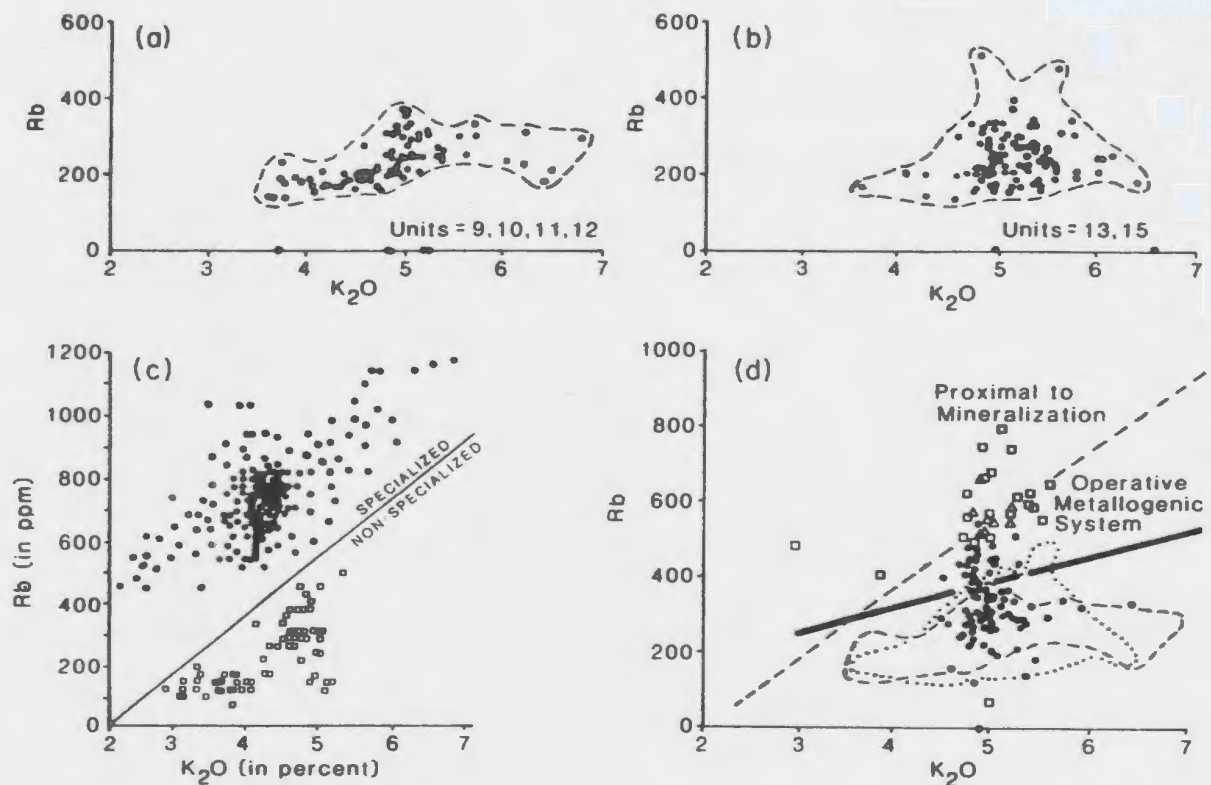 (a)
600
400
200
0
Rb
Units = 9,10,11,12
2 3 4 5 6 7
K₂O
(b)
600
400
200
0
Rb
Units = 13,15
2 3 4 5 6 7
K₂O
(c)
1200
1000
800
600
400
200
0
Rb (in ppm)
SPECIALIZED
NON-SPECIALIZED
2 3 4 5 6 7
K₂O (in percent)
(d)
1000
800
600
400
200
0
Rb
Proximal to
Mineralization
Operative
Metallogenic
System
2 3 4 5 6 7
K₂O